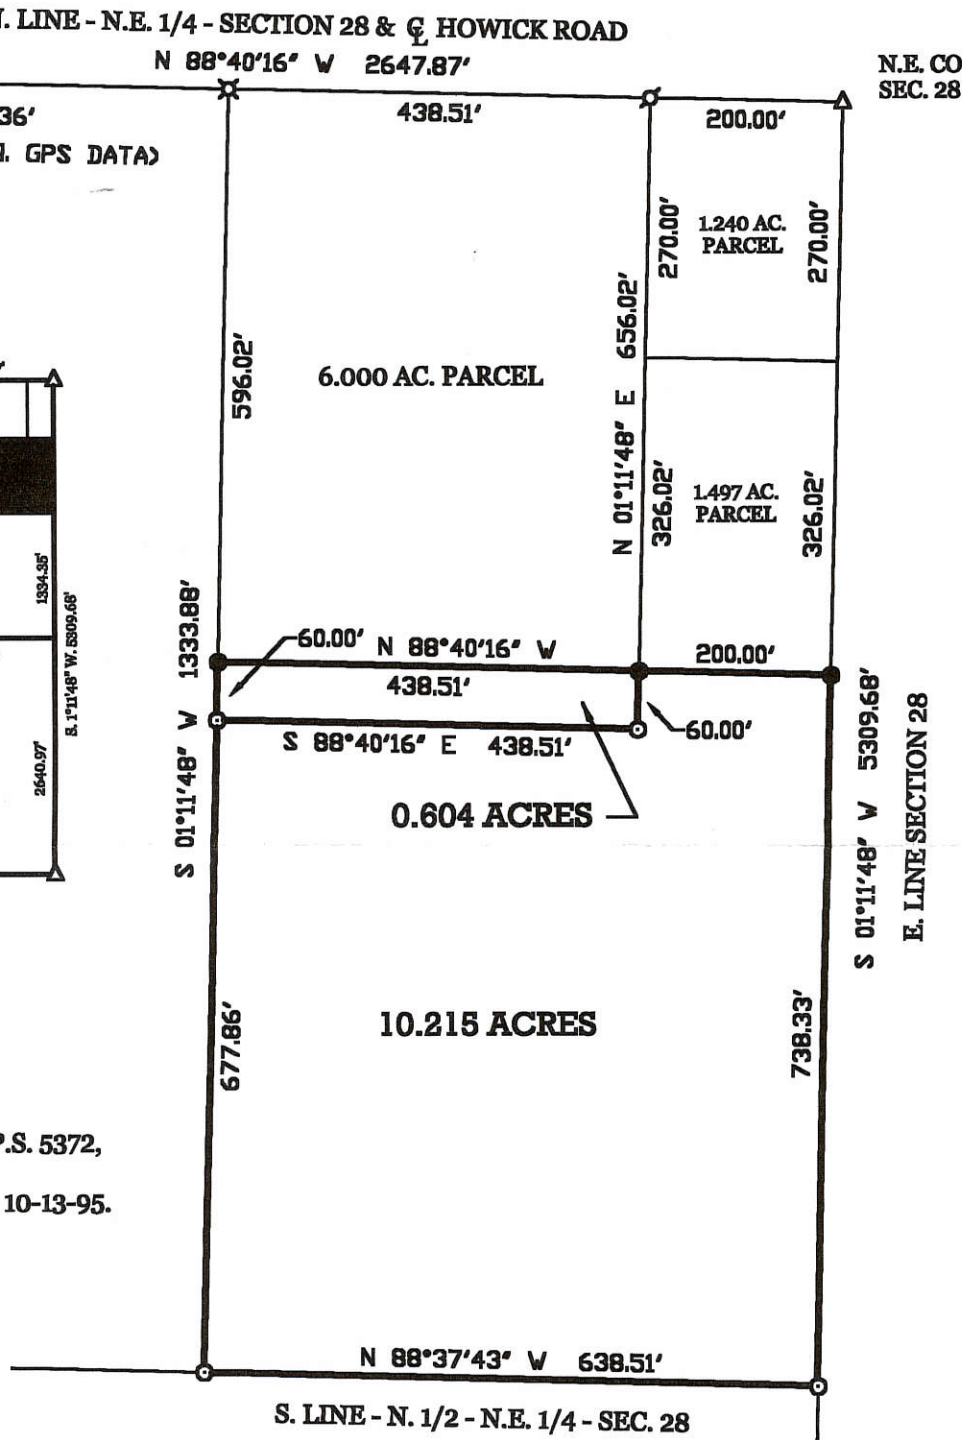 . LINE - N.E. 1/4 - SECTION 28 & ℄ HOWICK ROAD
N 88°40'16" W 2647.87'
N.E. CO
SEC. 28
36'
438.51'
200.00'
. GPS DATA)
270.00'
1.240 AC.
PARCEL
270.00'
596.02'
6.000 AC. PARCEL
N 01°11'48" E 656.02'
326.02'
1.497 AC.
PARCEL
326.02'
1334.35'
S. 1°11'48" W. 5309.68'
2640.97'
S 01°11'48" W 1333.88'
60.00'
N 88°40'16" W
438.51'
200.00'
S 88°40'16" E 438.51'
60.00'
0.604 ACRES
S 01°11'48" W 5309.68'
E. LINE SECTION 28
677.86'
10.215 ACRES
738.33'
P.S. 5372,
10-13-95.
N 88°37'43" W 638.51'
S. LINE - N. 1/2 - N.E. 1/4 - SEC. 28